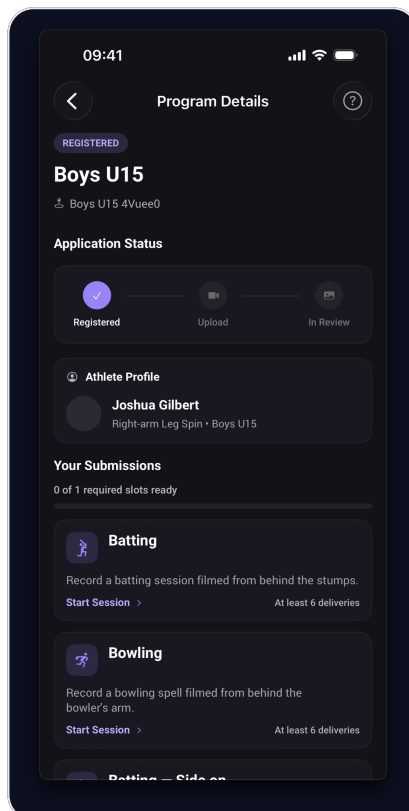 09:41
Program Details
REGISTERED
Boys U15
Boys U15 4Vuee0
Application Status
Registered
Upload
In Review
Athlete Profile
Joshua Gilbert
Right-arm Leg Spin • Boys U15
Your Submissions
0 of 1 required slots ready
Batting
Record a batting session filmed from behind the stumps.
Start Session >
At least 6 deliveries
Bowling
Record a bowling spell filmed from behind the
bowler's arm.
Start Session >
At least 6 deliveries
Batting — Side on